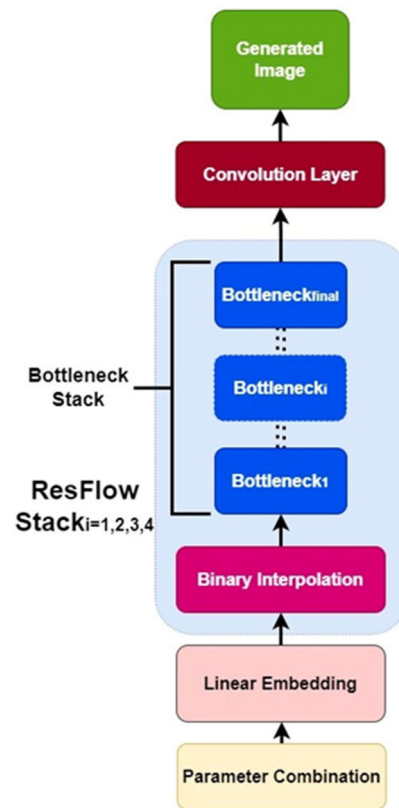 Generated
Image
Convolution Layer
Bottleneckfinal
Bottleneck
Stack
Bottlenecki
ResFlow
Stacki=1,2,3,4
Bottleneck1
Binary Interpolation
Linear Embedding
Parameter Combination